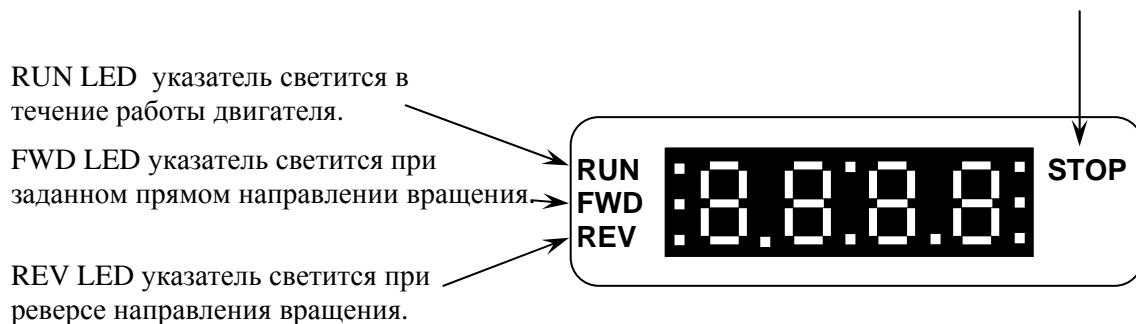 RUN LED указатель светится в
течение работы двигателя.
FWD LED указатель светится при
заданном прямом направлении вращения.
REV LED указатель светится при
реверсе направления вращения.
RUN
FWD
REV
8.8.8.8
STOP